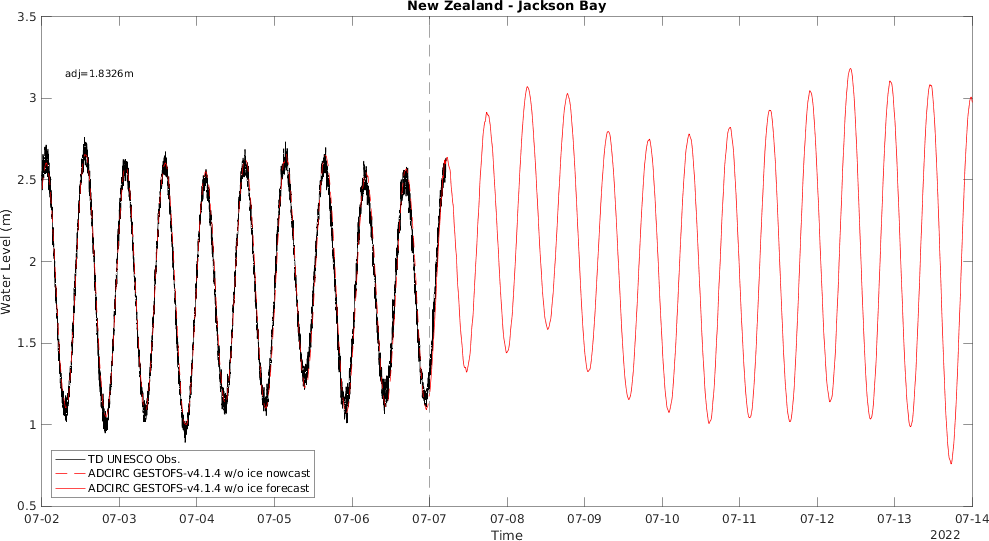 New Zealand - Jackson Bay
3.5
adj=1.8326m
3
2.5
Water Level (m)
2
1.5
1
TD UNESCO Obs.
ADCIRC GESTOFS-v4.1.4 w/o ice nowcast
ADCIRC GESTOFS-v4.1.4 w/o ice forecast
0.5
07-02 07-03 07-04 07-05 07-06 07-07 07-08 07-09 07-10 07-11 07-12 07-13 07-14
Time
2022